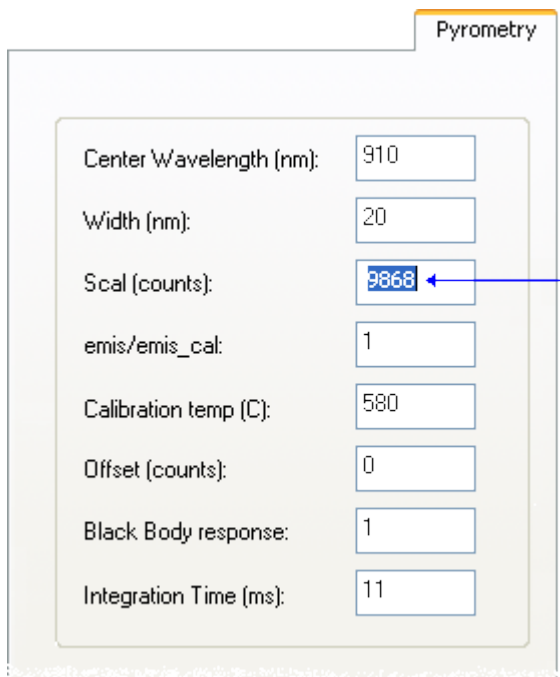 Pyrometry
Center Wavelength (nm): 910
Width (nm): 20
Scal (counts): 9868
emis/emis_cal: 1
Calibration temp (C): 580
Offset (counts): 0
Black Body response: 1
Integration Time (ms): 11